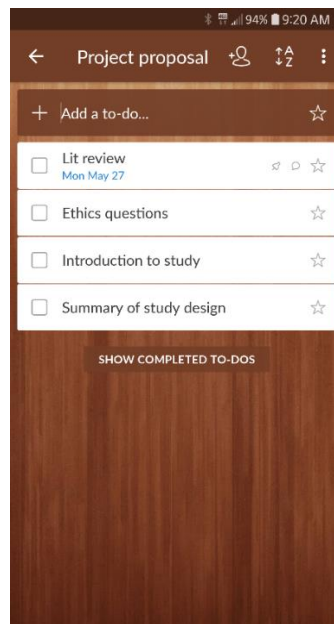 94% 9:20 AM
Project proposal
A
Z
Add a to-do...
Lit review
Mon May 27
Ethics questions
Introduction to study
Summary of study design
SHOW COMPLETED TO-DOS